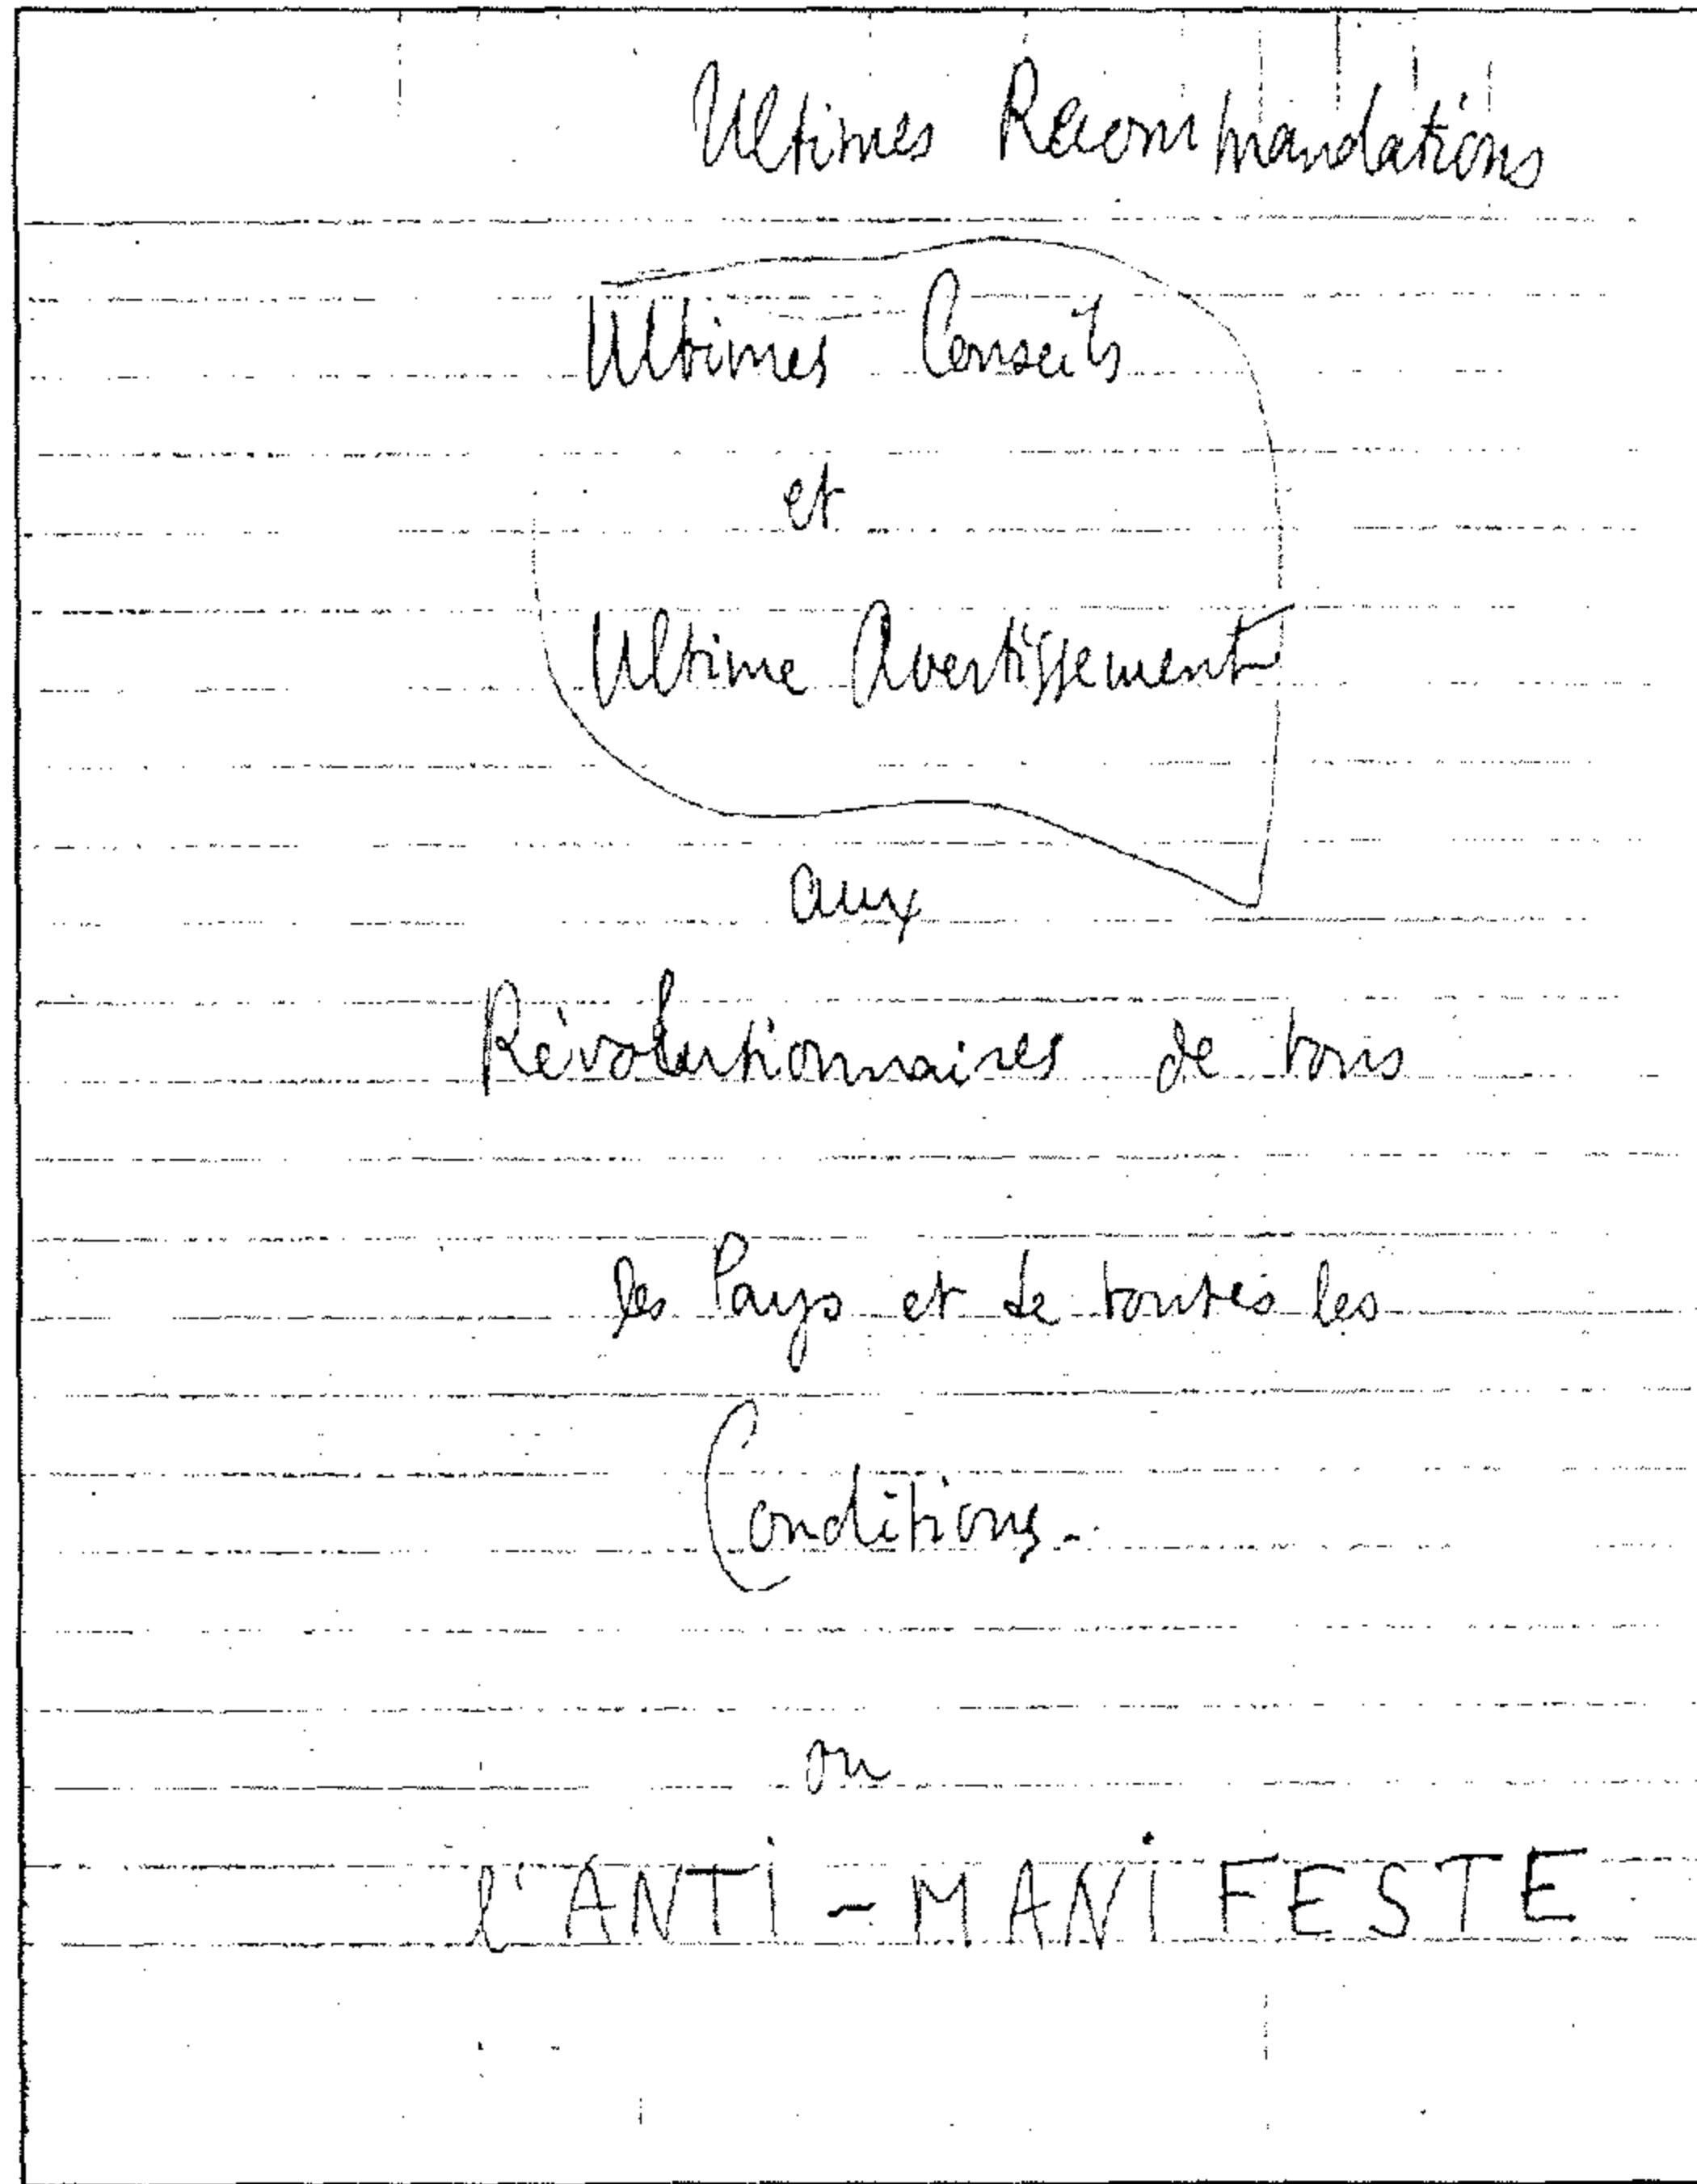 Ultimes Recommandations
Ultimes Conseils
et
Ultime Avertissement
aux
Révolutionnaires de tous
les Pays et de toutes les
Conditions.
ou
l'ANTI-MANIFESTE